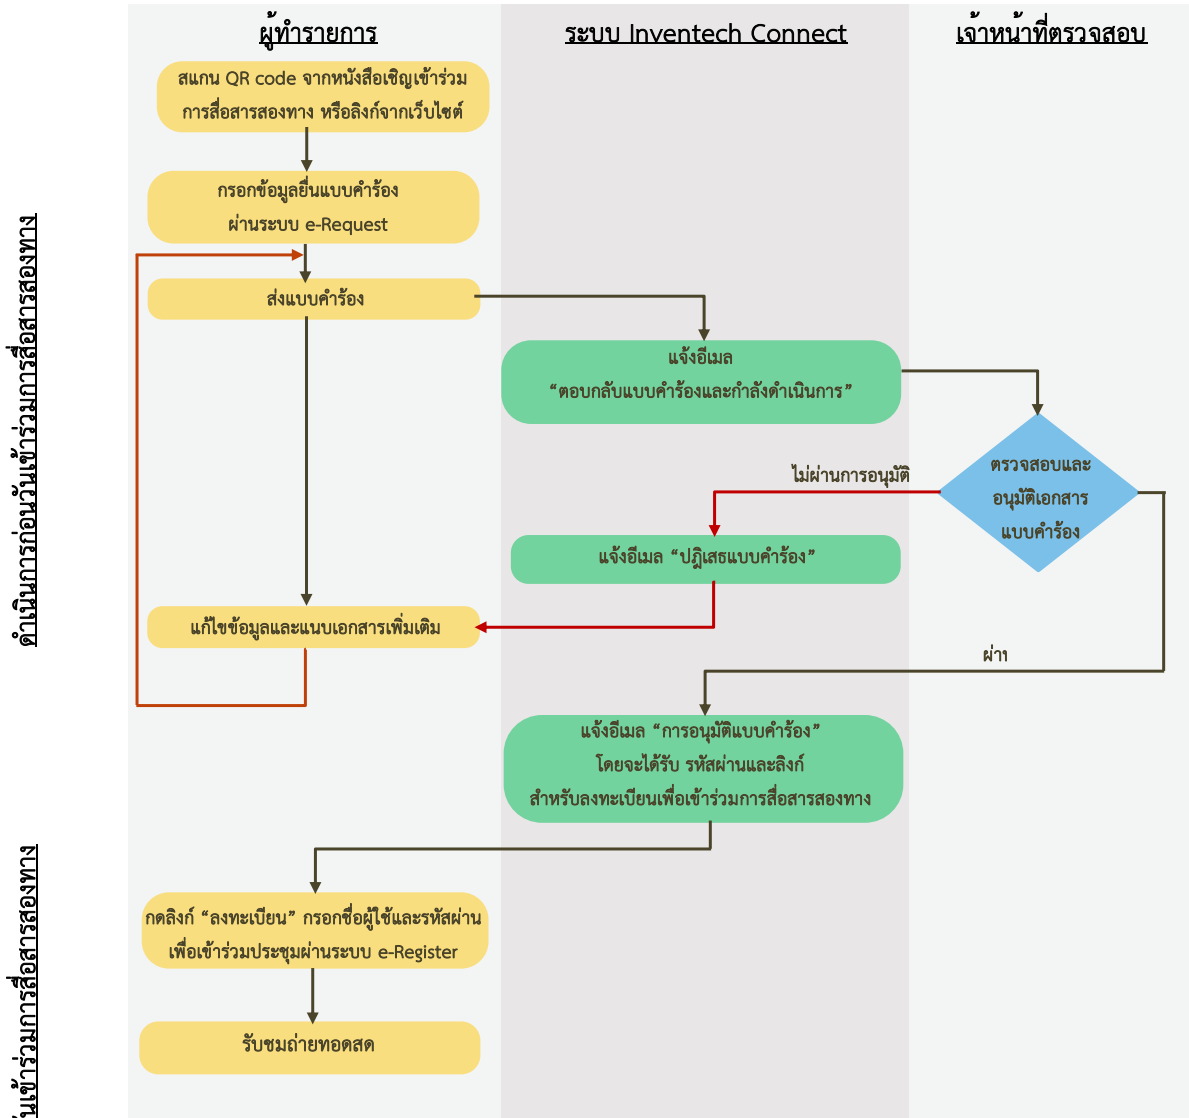 ผู้ทำรายการ
ระบบ Inventech Connect
เจ้าหน้าที่ตรวจสอบ
ดำเนินการก่อนวันเข้าร่วมการสื่อสารสองทาง
สแกน QR code จากหนังสือเชิญเข้าร่วม
การสื่อสารสองทาง หรือลิงก์จากเว็บไซต์
กรอกข้อมูลยื่นแบบคำร้อง
ผ่านระบบ e-Request
ส่งแบบคำร้อง
แจ้งอีเมล
“ตอบกลับแบบคำร้องและกำลังดำเนินการ”
ตรวจสอบและ
อนุมัติเอกสาร
แบบคำร้อง
ไม่ผ่านการอนุมัติ
แจ้งอีเมล “ปฎิเสธแบบคำร้อง”
แก้ไขข้อมูลและแนบเอกสารเพิ่มเติม
ผ่าน
แจ้งอีเมล “การอนุมัติแบบคำร้อง”
โดยจะได้รับ รหัสผ่านและลิงก์
สำหรับลงทะเบียนเพื่อเข้าร่วมการสื่อสารสองทาง
เข้าร่วมการสื่อสารสองทาง
กดลิงก์ “ลงทะเบียน” กรอกชื่อผู้ใช้และรหัสผ่าน
เพื่อเข้าร่วมประชุมผ่านระบบ e-Register
รับชมถ่ายทอดสด